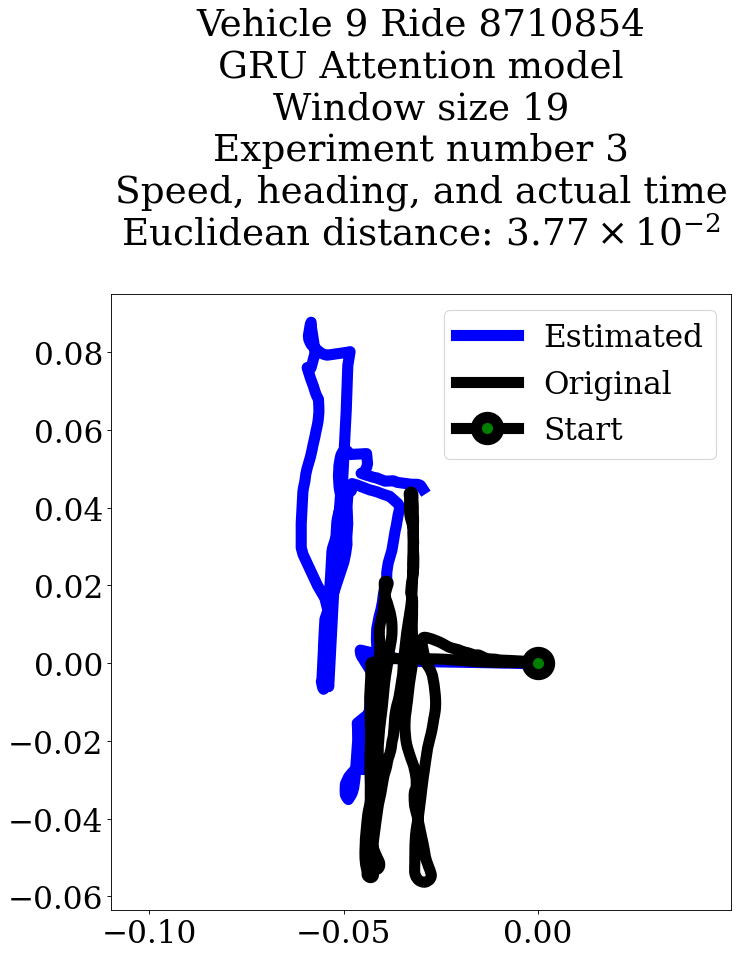 Vehicle 9 Ride 8710854
GRU Attention model
Window size 19
Experiment number 3
Speed, heading, and actual time
Euclidean distance: 3.77 × 10⁻²
Estimated
Original
Start
0.08
0.06
0.04
0.02
0.00
−0.02
−0.04
−0.06
−0.10
−0.05
0.00